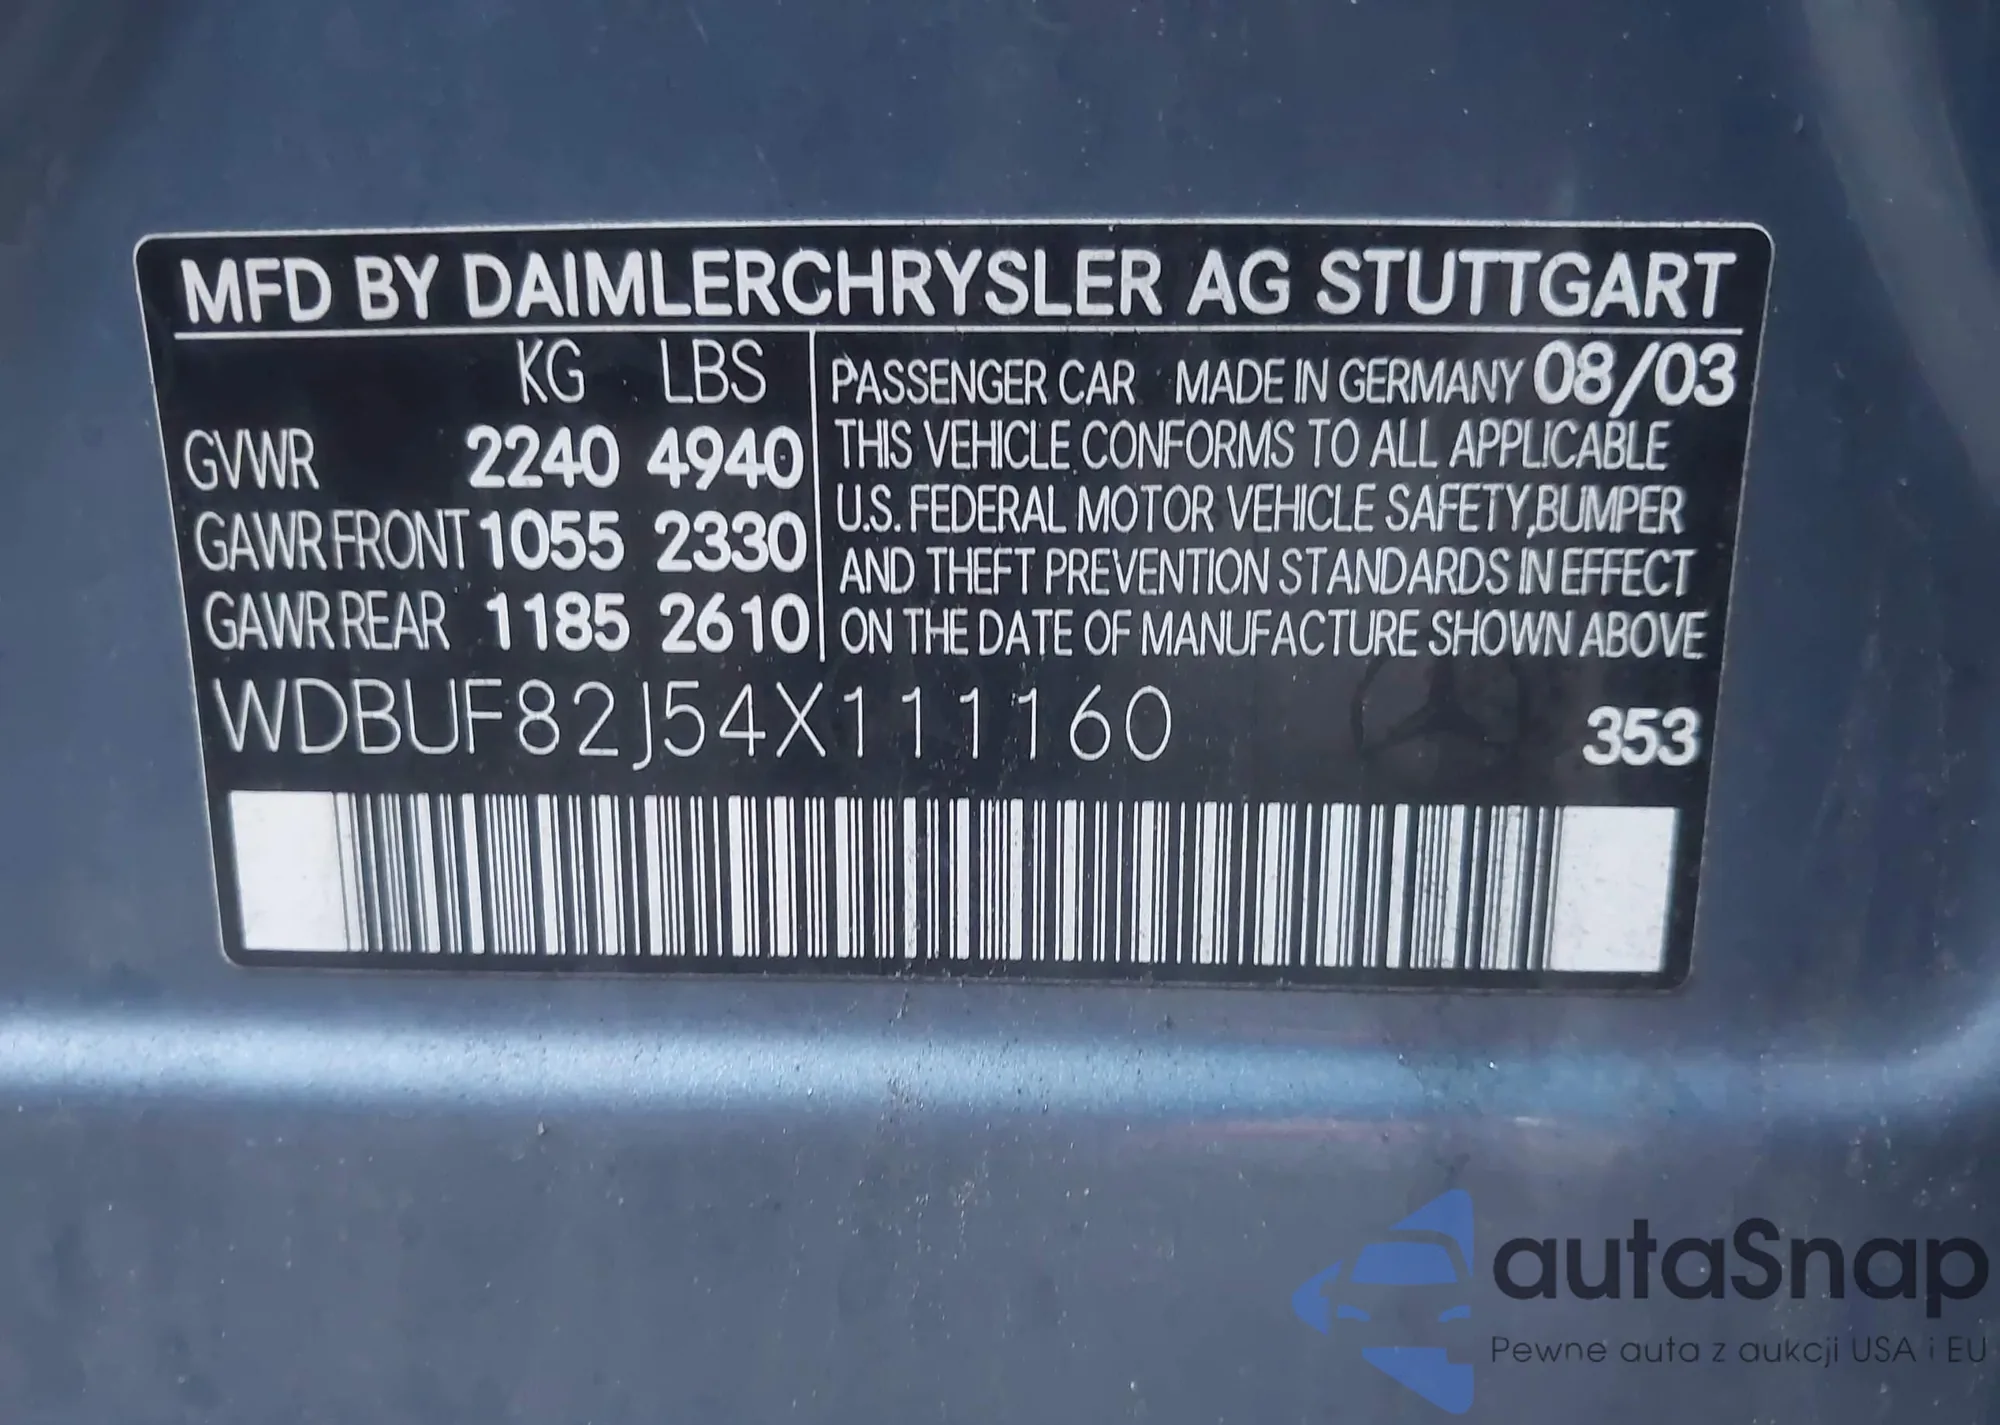 MFD BY DAIMLERCHRYSLER AG STUTTGART
KG LBS
GVWR 2240 4940
GAWR FRONT 1055 2330
GAWR REAR 1185 2610
PASSENGER CAR MADE IN GERMANY 08/03
THIS VEHICLE CONFORMS TO ALL APPLICABLE
U.S. FEDERAL MOTOR VEHICLE SAFETY, BUMPER
AND THEFT PREVENTION STANDARDS IN EFFECT
ON THE DATE OF MANUFACTURE SHOWN ABOVE
WDBUF82J54X111160
353
autaSnap
Pewne auta z aukcji USA i EU